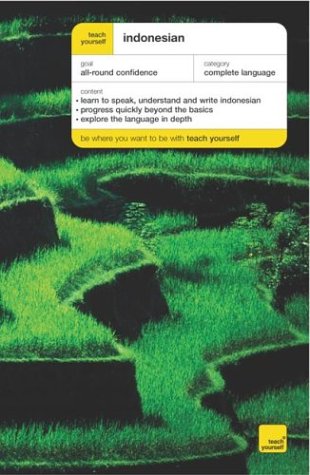 teach
yourself
indonesian
goal
all-round confidence
category
complete language
content
• learn to speak, understand and write indonesian
• progress quickly beyond the basics
• explore the language in depth
be where you want to be with teach yourself
teach
yourself